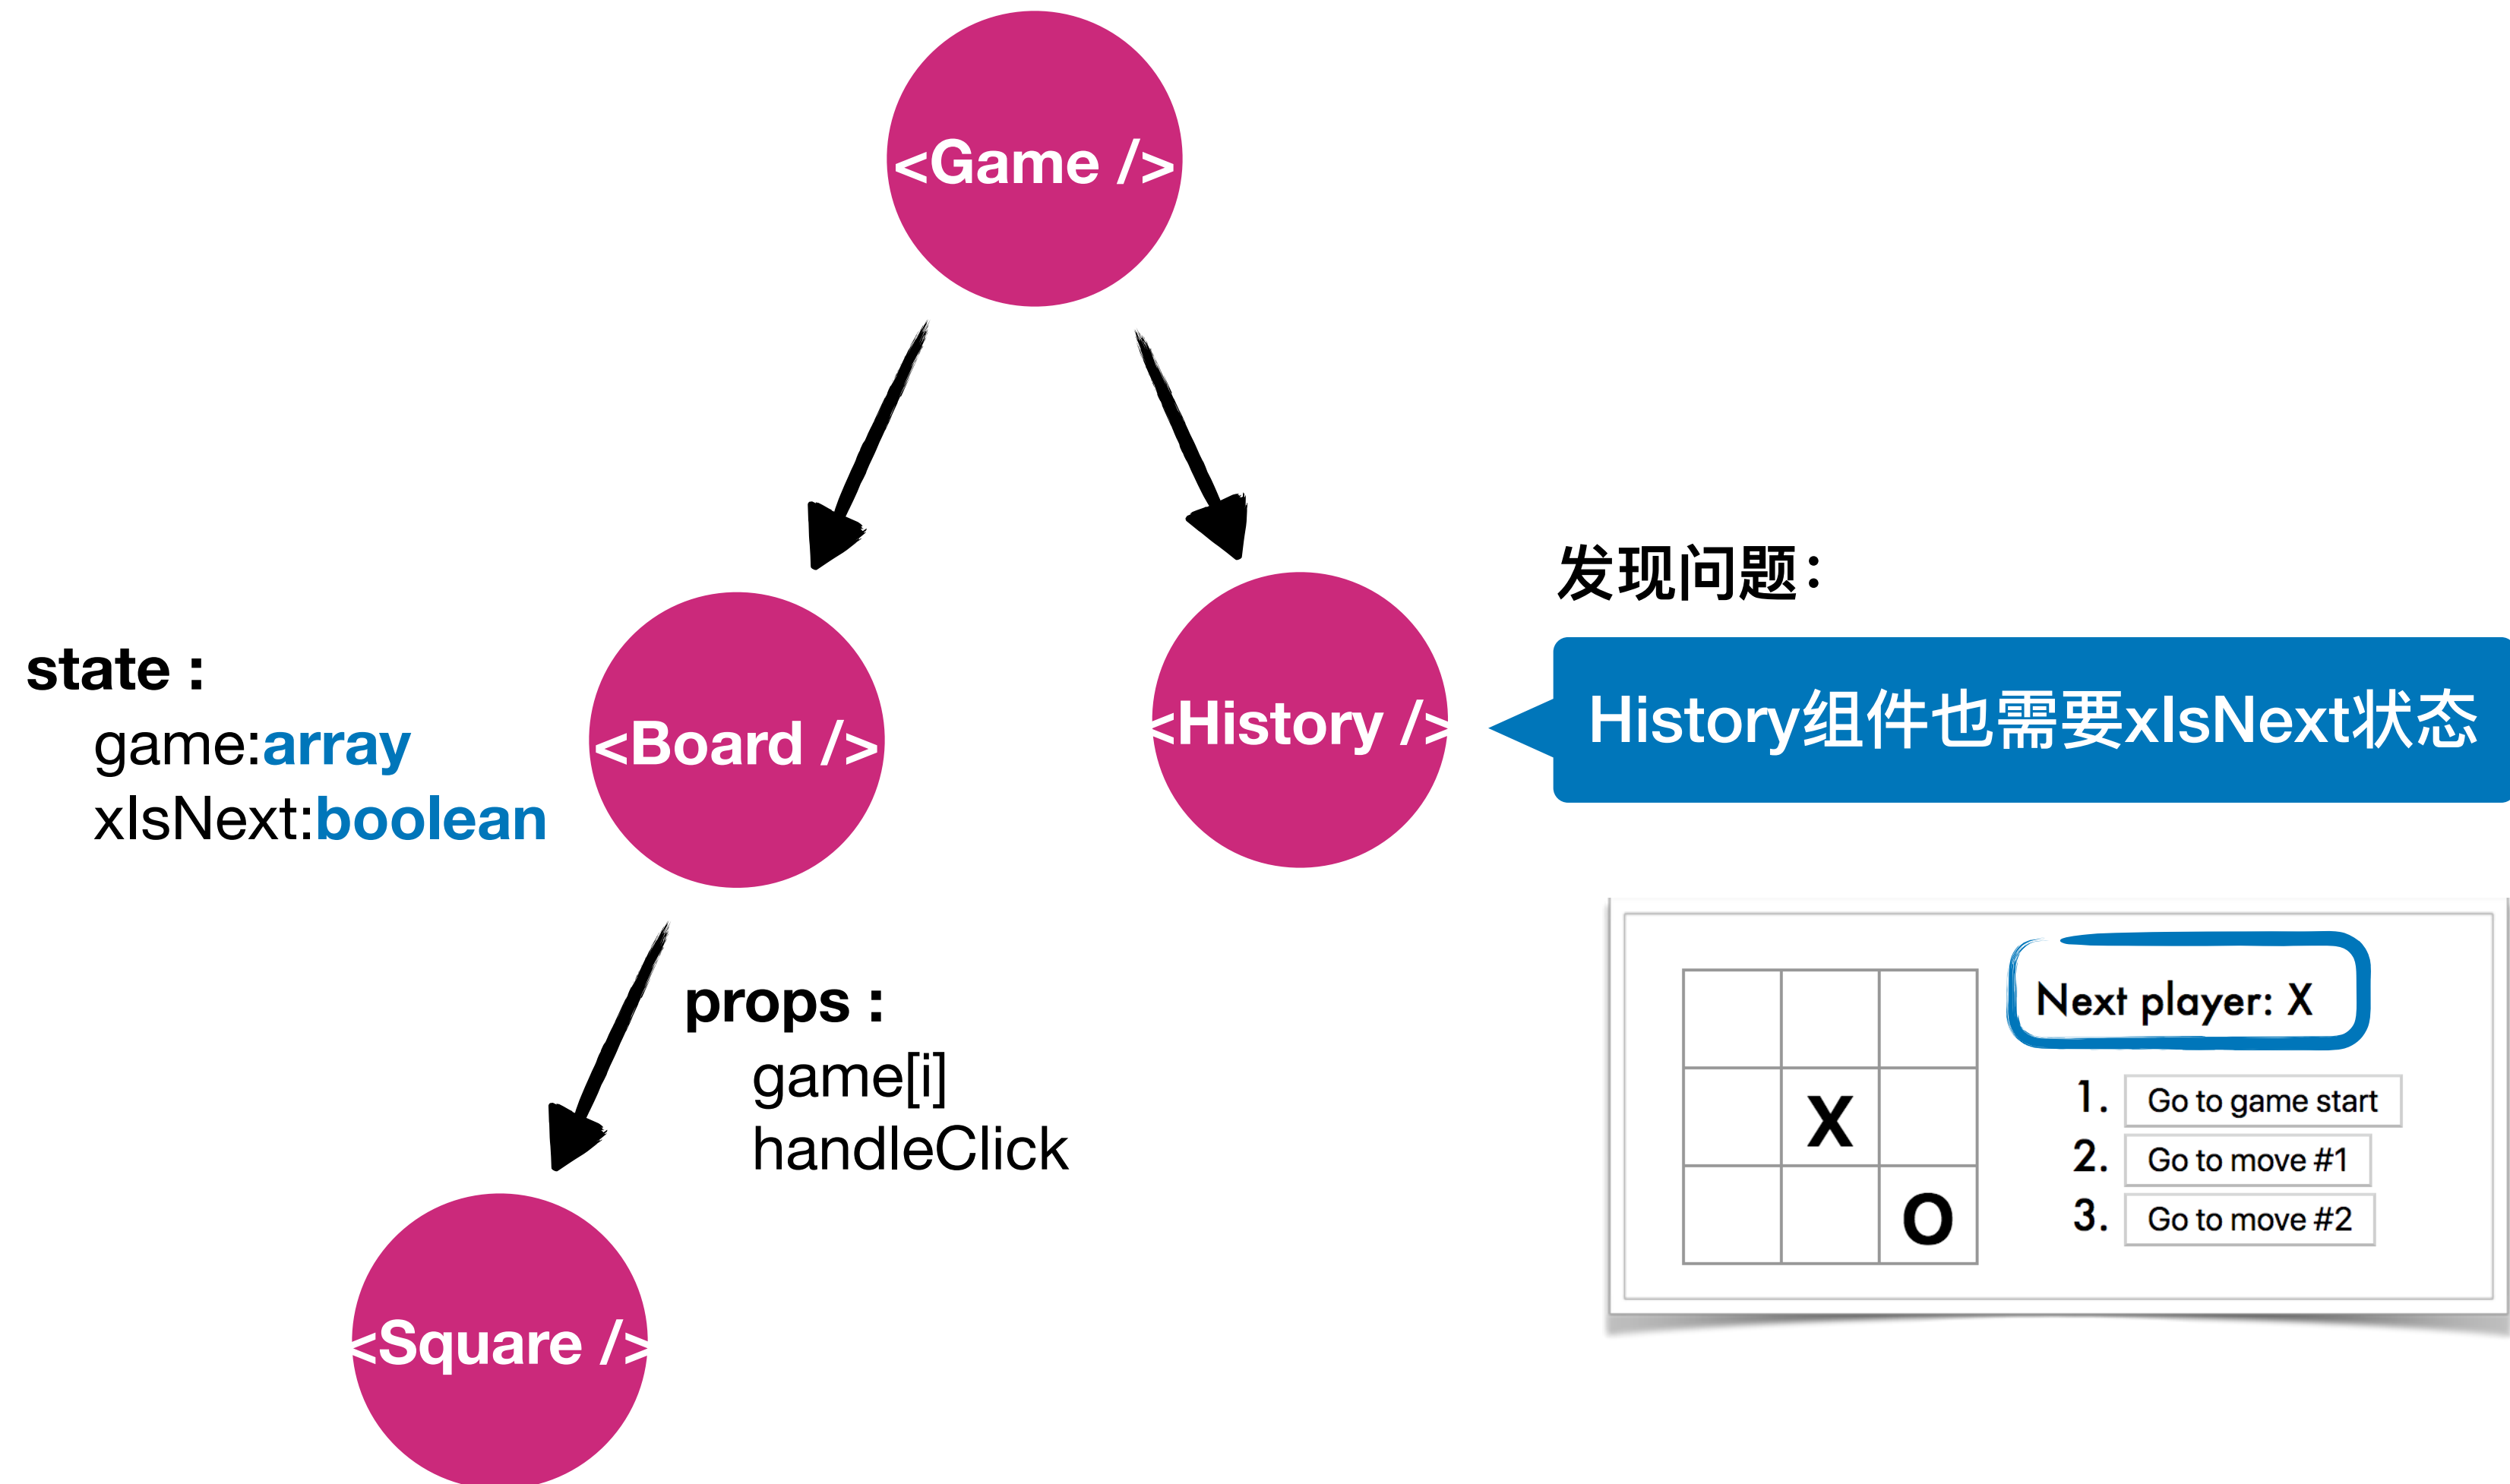 <Game />
发现问题：
state :
game:array
xIsNext:boolean
<Board />
<History />
History组件也需要xIsNext状态
props :
game[i]
handleClick
Next player: X
1. Go to game start
2. Go to move #1
3. Go to move #2
X
O
<Square />